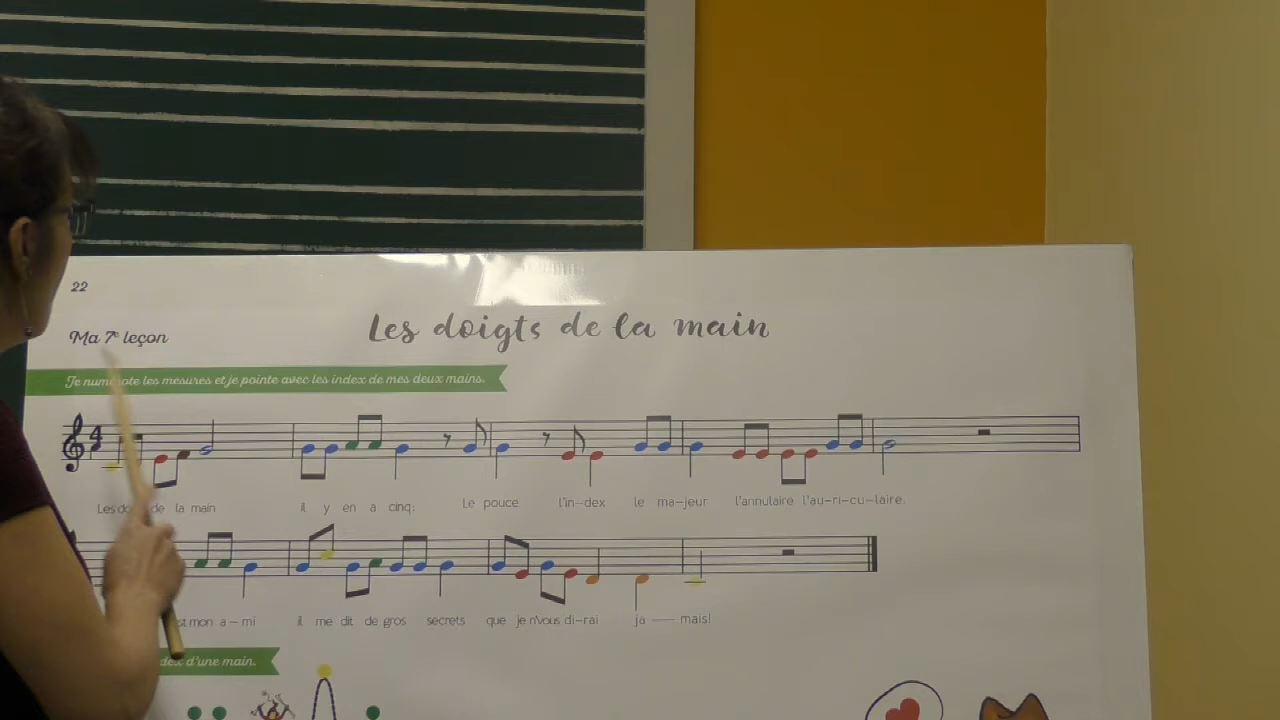 22
Les doigts de la main
Ma 7e leçon
Je numérote les mesures et je pointe avec les index de mes deux mains.
4
4
Les de la main il y en a cinq: Le pouce l'in-dex le ma-jeur l'annulaire l'au-ri-cu-laire.
mon a-mi il me dit de gros secrets que je n'vous di-rai ja — mais!
d'une main.